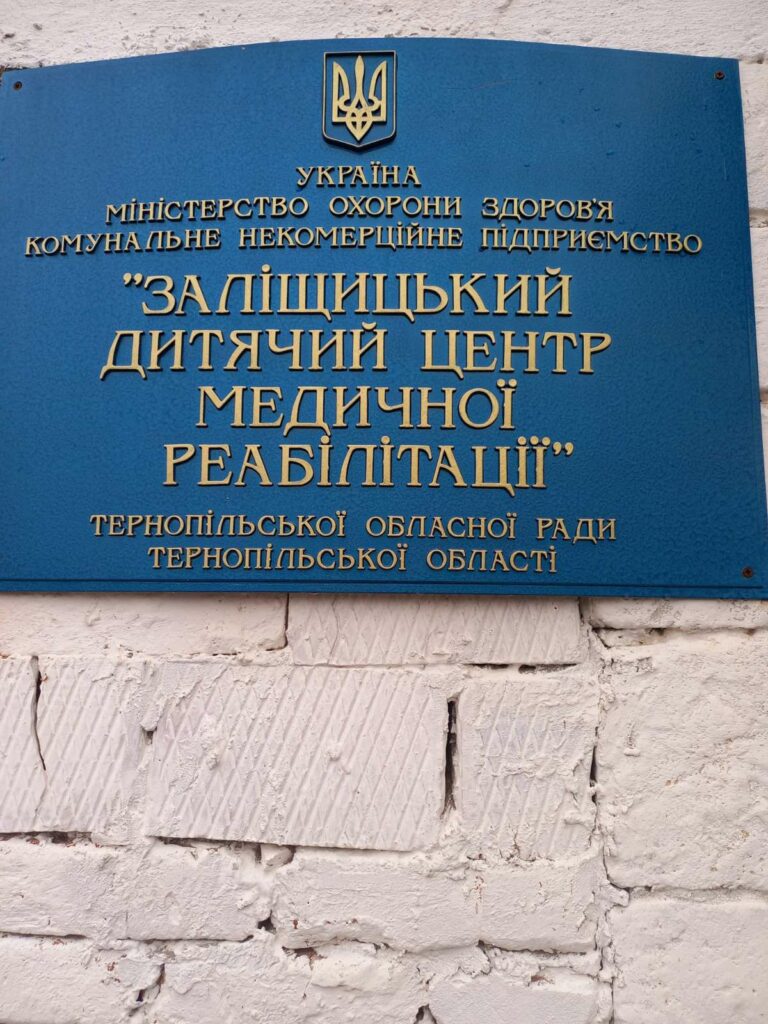 УКРАЇНА
МІНІСТЕРСТВО ОХОРОНИ ЗДОРОВ'Я
КОМУНАЛЬНЕ НЕКОМЕРЦІЙНЕ ПІДПРИЄМСТВО
"ЗАЛІЩИЦЬКИЙ
ДИТЯЧИЙ ЦЕНТР
МЕДИЧНОЇ
РЕАБІЛІТАЦІЇ"
ТЕРНОПІЛЬСЬКОЇ ОБЛАСНОЇ РАДИ
ТЕРНОПІЛЬСЬКОЇ ОБЛАСТІ